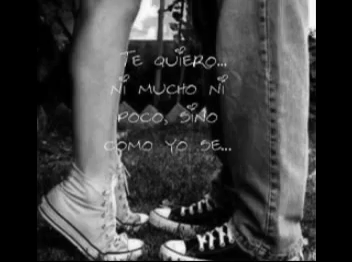 Te quiero...
ni mucho ni
poco, sino
como yo se...